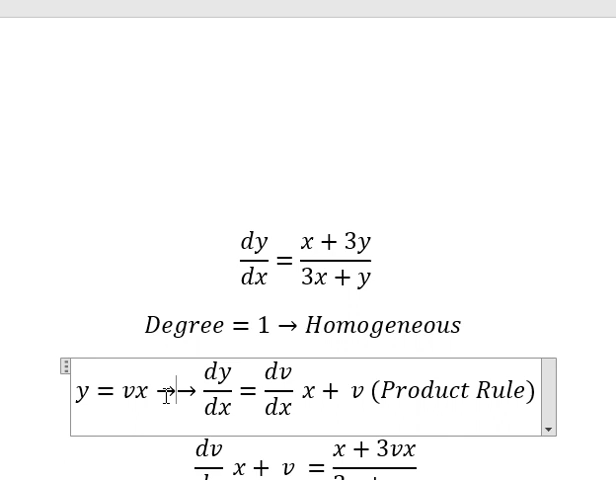 dy/dx = x + 3y/3x + y
Degree = 1 → Homogeneous
y = vx →→ dy/dx = dv/dx x + v (Product Rule)
dv x + v = x + 3vx